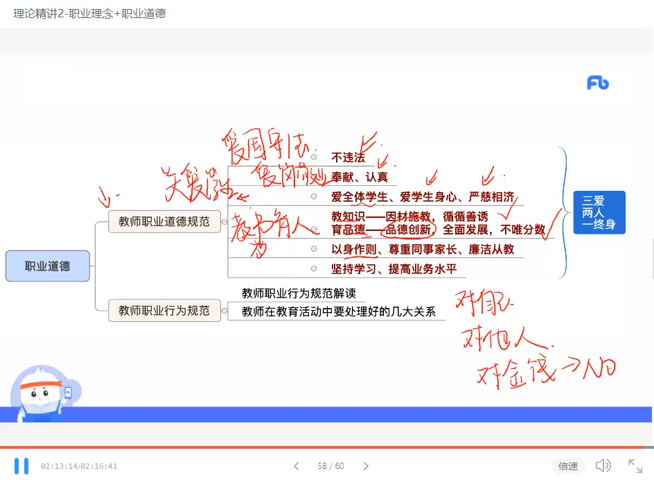 理论精讲2-职业理念+职业道德
Fb
爱国守法
不违法
爱岗敬业
奉献、认真
关爱学生
爱全体学生、爱学生身心、严慈相济
三爱
两人
一终身
教师职业道德规范
教书育人
教知识——因材施教，循循善诱
育品德——品德创新，全面发展，不唯分数
为
以身作则、尊重同事家长、廉洁从教
坚持学习、提高业务水平
职业道德
教师职业行为规范
教师职业行为规范解读
教师在教育活动中要处理好的几大关系
对自己
对他人
对金钱→NO
02:13:14/02:16:41
58 / 60
倍速